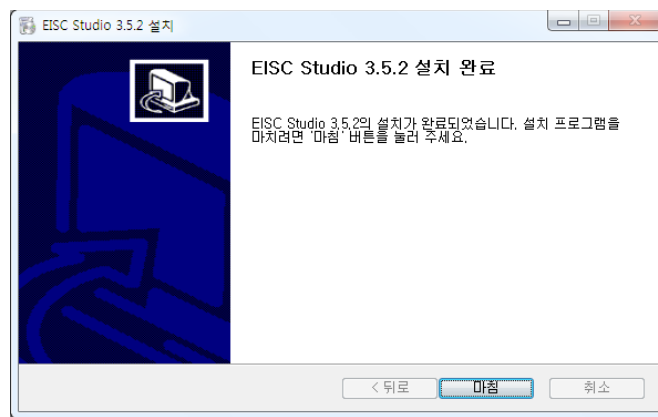 EISC Studio 3.5.2 설치
EISC Studio 3.5.2 설치 완료
EISC Studio 3.5.2의 설치가 완료되었습니다. 설치 프로그램을
마치려면 '마침' 버튼을 눌러 주세요.
< 뒤로 마침 취소